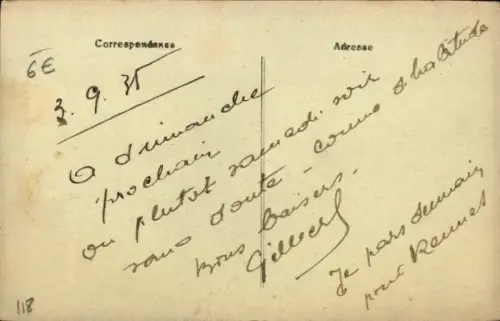 Correspondance
Adresse
6€
3.9.35
A dimanche
prochain
ou plutot samedi soir
sans doute - comme d'habitude
Bons baisers.
Gilbert
Je pars demain
pour Rennes
118